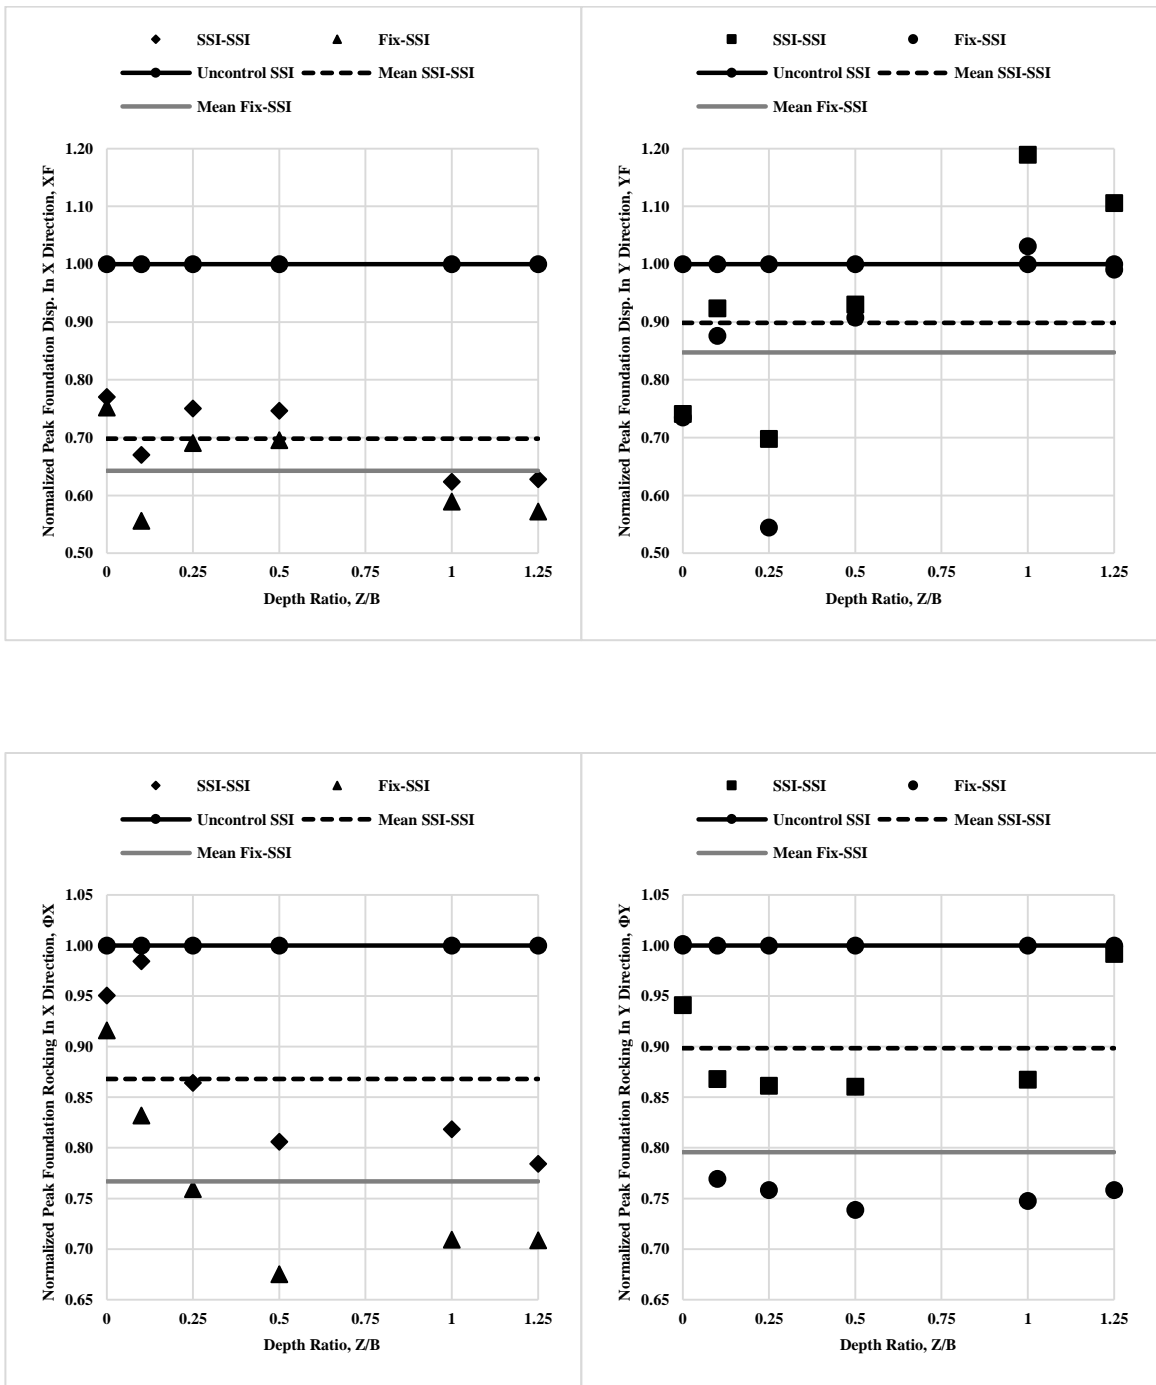 SSI-SSI Fix-SSI
Uncontrol SSI Mean SSI-SSI
Mean Fix-SSI
Normalized Peak Foundation Disp. In X Direction, XF
1.20
1.10
1.00
0.90
0.80
0.70
0.60
0.50
0 0.25 0.5 0.75 1 1.25
Depth Ratio, Z/B
SSI-SSI Fix-SSI
Uncontrol SSI Mean SSI-SSI
Mean Fix-SSI
Normalized Peak Foundation Disp. In Y Direction, YF
1.20
1.10
1.00
0.90
0.80
0.70
0.60
0.50
0 0.25 0.5 0.75 1 1.25
Depth Ratio, Z/B
SSI-SSI Fix-SSI
Uncontrol SSI Mean SSI-SSI
Mean Fix-SSI
Normalized Peak Foundation Rocking In X Direction, ΦX
1.05
1.00
0.95
0.90
0.85
0.80
0.75
0.70
0.65
0 0.25 0.5 0.75 1 1.25
Depth Ratio, Z/B
SSI-SSI Fix-SSI
Uncontrol SSI Mean SSI-SSI
Mean Fix-SSI
Normalized Peak Foundation Rocking In Y Direction, ΦY
1.05
1.00
0.95
0.90
0.85
0.80
0.75
0.70
0.65
0 0.25 0.5 0.75 1 1.25
Depth Ratio, Z/B